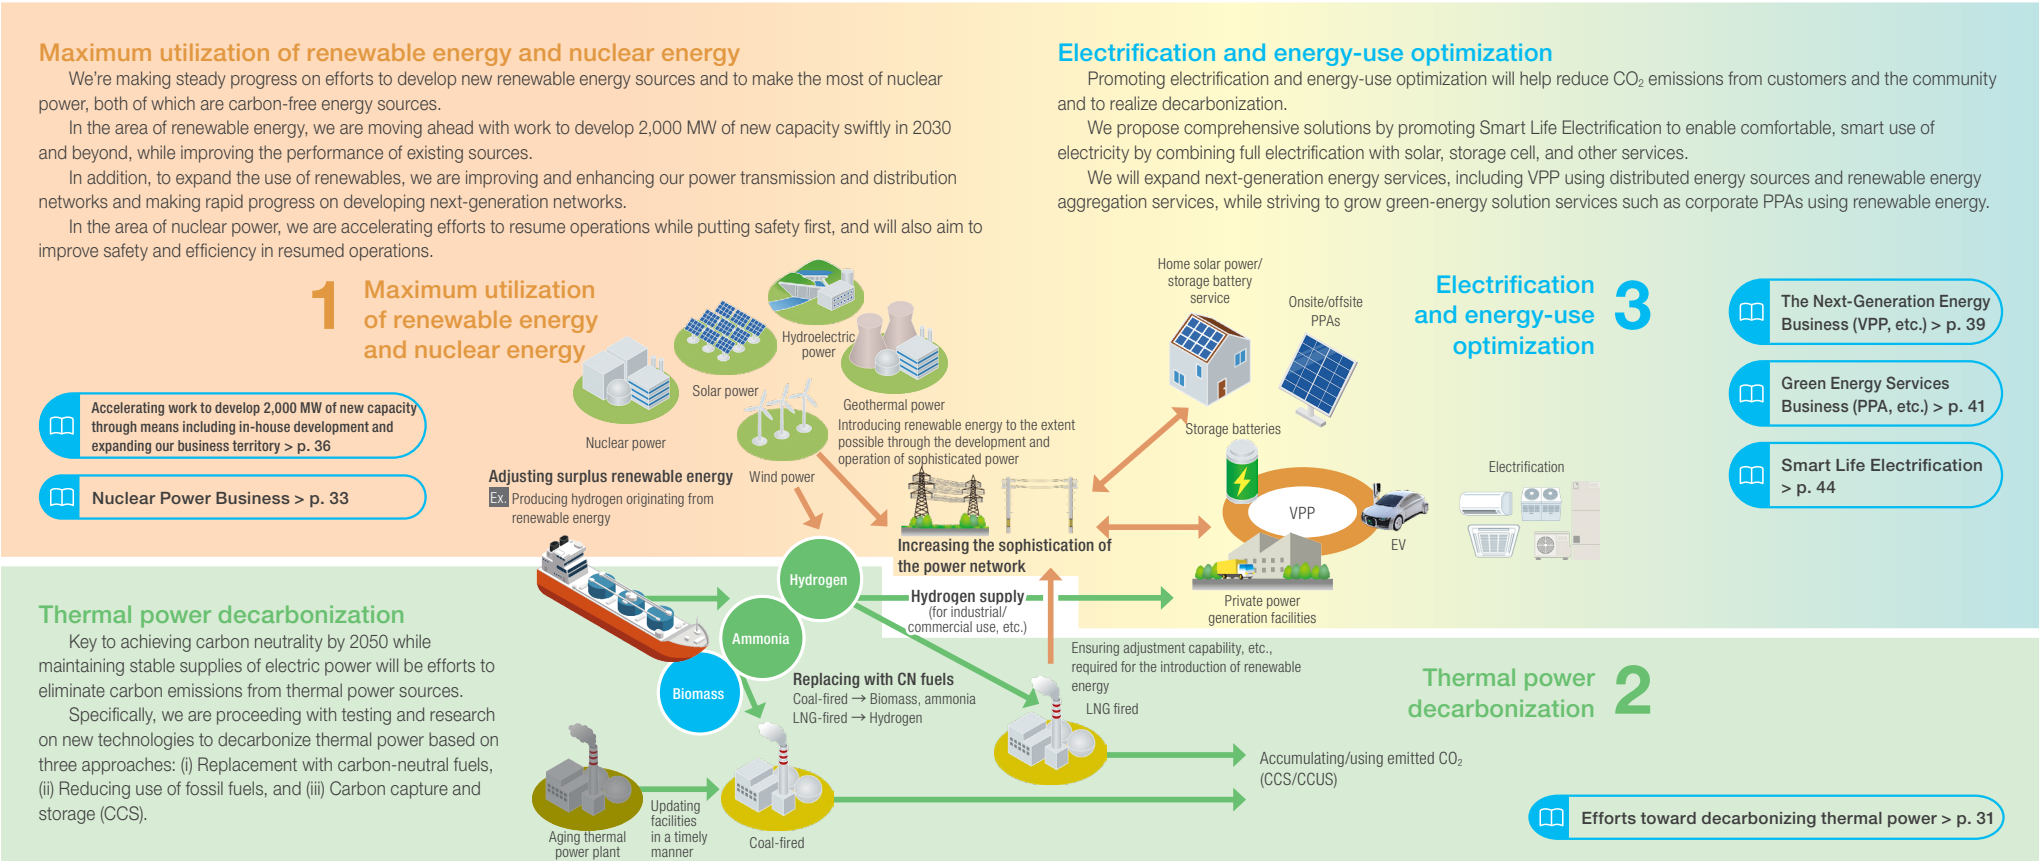 Maximum utilization of renewable energy and nuclear energy
We're making steady progress on efforts to develop new renewable energy sources and to make the most of nuclear
power, both of which are carbon-free energy sources.
In the area of renewable energy, we are moving ahead with work to develop 2,000 MW of new capacity swiftly in 2030
and beyond, while improving the performance of existing sources.
In addition, to expand the use of renewables, we are improving and enhancing our power transmission and distribution
networks and making rapid progress on developing next-generation networks.
In the area of nuclear power, we are accelerating efforts to resume operations while putting safety first, and will also aim to
improve safety and efficiency in resumed operations.
Electrification and energy-use optimization
Promoting electrification and energy-use optimization will help reduce CO₂ emissions from customers and the community
and to realize decarbonization.
We propose comprehensive solutions by promoting Smart Life Electrification to enable comfortable, smart use of
electricity by combining full electrification with solar, storage cell, and other services.
We will expand next-generation energy services, including VPP using distributed energy sources and renewable energy
aggregation services, while striving to grow green-energy solution services such as corporate PPAs using renewable energy.
1
Maximum utilization
of renewable energy
and nuclear energy
Accelerating work to develop 2,000 MW of new capacity
through means including in-house development and
expanding our business territory > p. 36
Nuclear Power Business > p. 33
Nuclear power
Solar power
Hydroelectric
power
Geothermal power
Wind power
Introducing renewable energy to the extent
possible through the development and
operation of sophisticated power
Adjusting surplus renewable energy
Ex. Producing hydrogen originating from
renewable energy
Increasing the sophistication of
the power network
Home solar power/
storage battery
service
Onsite/offsite
PPAs
Electrification
and energy-use
optimization
3
The Next-Generation Energy
Business (VPP, etc.) > p. 39
Green Energy Services
Business (PPA, etc.) > p. 41
Smart Life Electrification
> p. 44
Storage batteries
VPP
EV
Electrification
Private power
generation facilities
Thermal power decarbonization
Key to achieving carbon neutrality by 2050 while
maintaining stable supplies of electric power will be efforts to
eliminate carbon emissions from thermal power sources.
Specifically, we are proceeding with testing and research
on new technologies to decarbonize thermal power based on
three approaches: (i) Replacement with carbon-neutral fuels,
(ii) Reducing use of fossil fuels, and (iii) Carbon capture and
storage (CCS).
Hydrogen
Ammonia
Biomass
Hydrogen supply
(for industrial/
commercial use, etc.)
Replacing with CN fuels
Coal-fired → Biomass, ammonia
LNG-fired → Hydrogen
Ensuring adjustment capability, etc.,
required for the introduction of renewable
energy
LNG fired
Thermal power
decarbonization
2
Accumulating/using emitted CO₂
(CCS/CCUS)
Aging thermal
power plant
Updating
facilities
in a timely
manner
Coal-fired
Efforts toward decarbonizing thermal power > p. 31